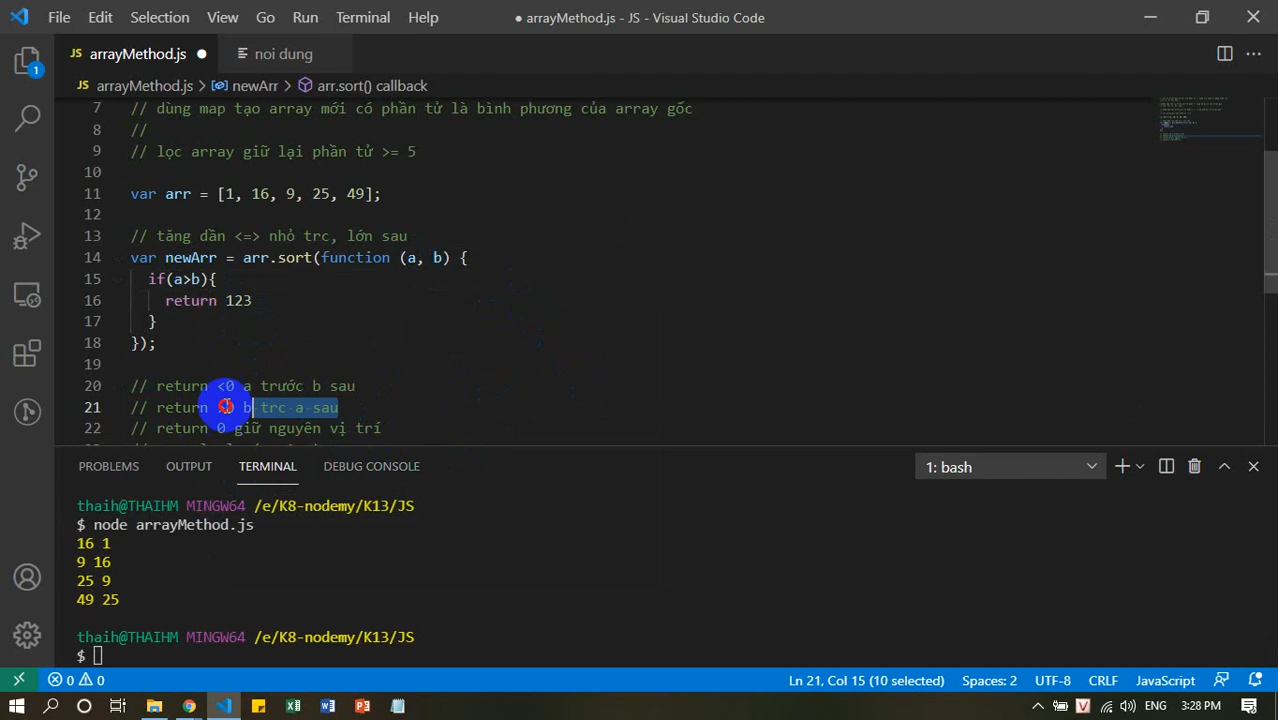 File Edit Selection View Go Run Terminal Help
● arrayMethod.js - JS - Visual Studio Code
JS arrayMethod.js ●
noi dung
1
arrayMethod.js > newArr > arr.sort() callback
7 // dùng map tạo array mới có phần tử là bình phương của array gốc
8 //
9 // lọc array giữ lại phần tử >= 5
10
11 var arr = [1, 16, 9, 25, 49];
12
13 // tăng dần <=> nhỏ trc, lớn sau
14 var newArr = arr.sort(function (a, b) {
15 if(a>b){
16 return 123
17 }
18 });
19
20 // return <0 a trước b sau
21 // return b trc a sau
22 // return 0 giữ nguyên vị trí
PROBLEMS OUTPUT TERMINAL DEBUG CONSOLE
1: bash
thaih@THAIHM MINGW64 /e/K8-nodemy/K13/JS
$ node arrayMethod.js
16 1
9 16
25 9
49 25
thaih@THAIHM MINGW64 /e/K8-nodemy/K13/JS
$
0 0
Ln 21, Col 15 (10 selected) Spaces: 2 UTF-8 CRLF JavaScript
ENG 3:28 PM